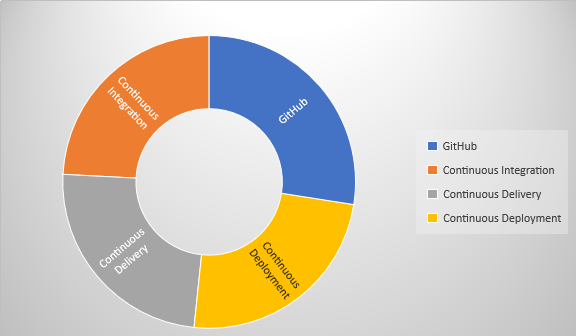 Continuous
Integration
GitHub
Continuous
Delivery
Continuous
Deployment
GitHub
Continuous Integration
Continuous Delivery
Continuous Deployment